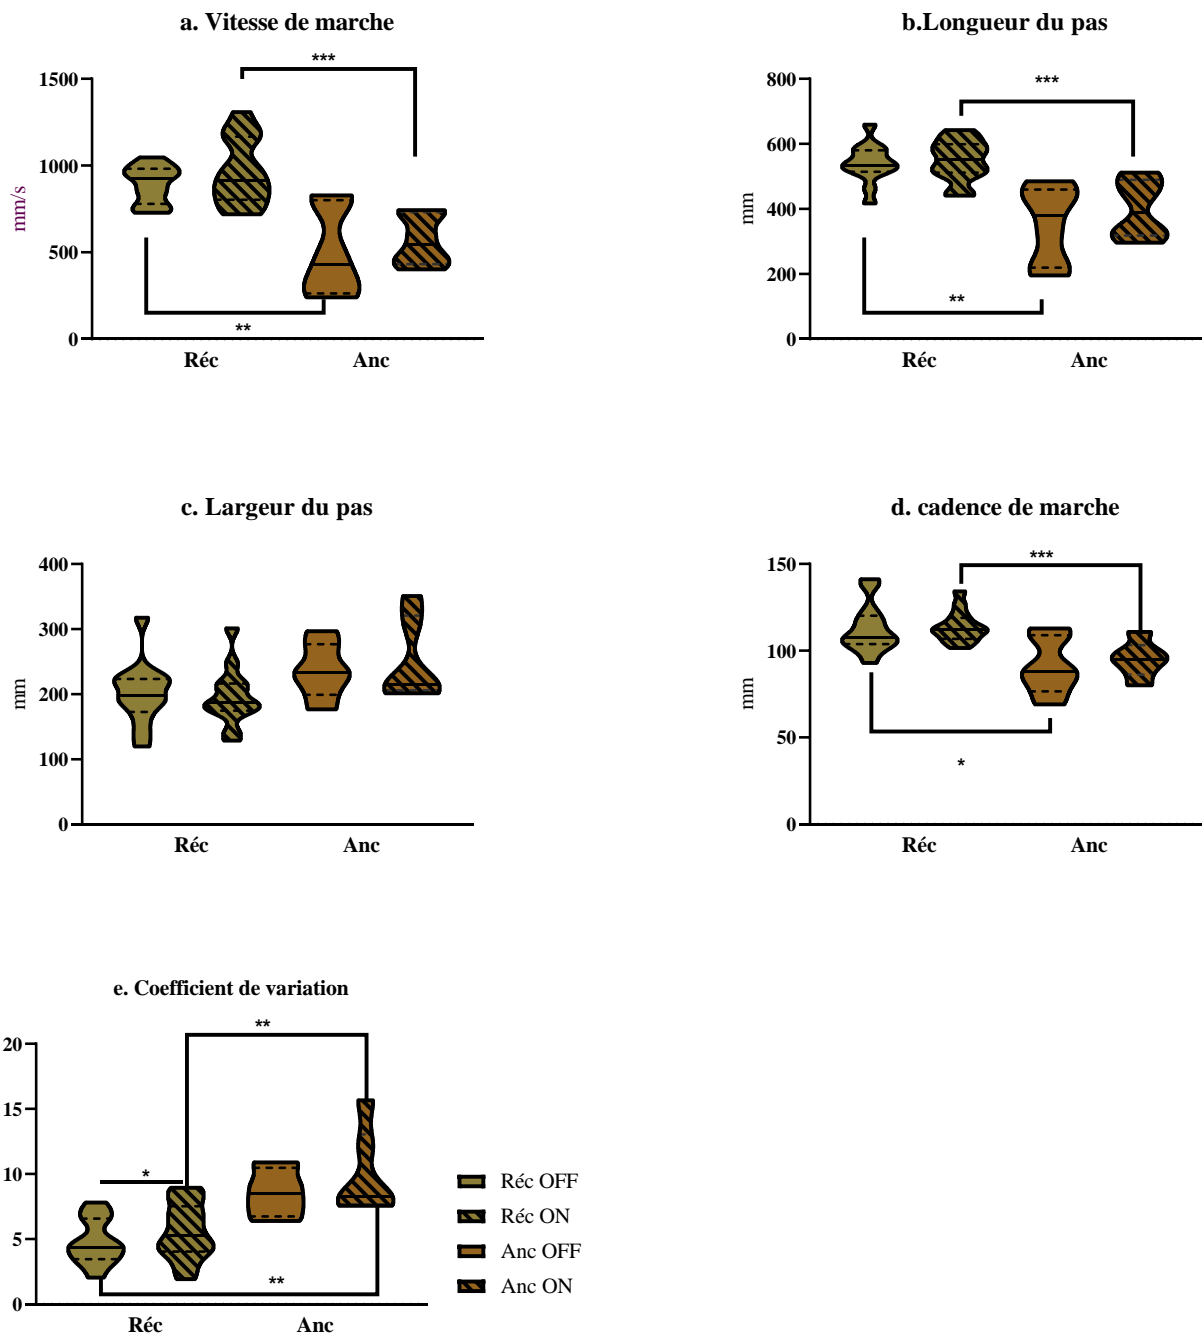 a. Vitesse de marche
***
1500
1000
500
0
mm/s
**
Réc
Anc
b.Longueur du pas
***
800
600
400
200
0
mm
**
Réc
Anc
c. Largeur du pas
400
300
200
100
0
mm
Réc
Anc
d. cadence de marche
***
150
100
50
0
mm
*
Réc
Anc
e. Coefficient de variation
**
20
15
10
5
0
*
**
Réc
Anc
Réc OFF
Réc ON
Anc OFF
Anc ON